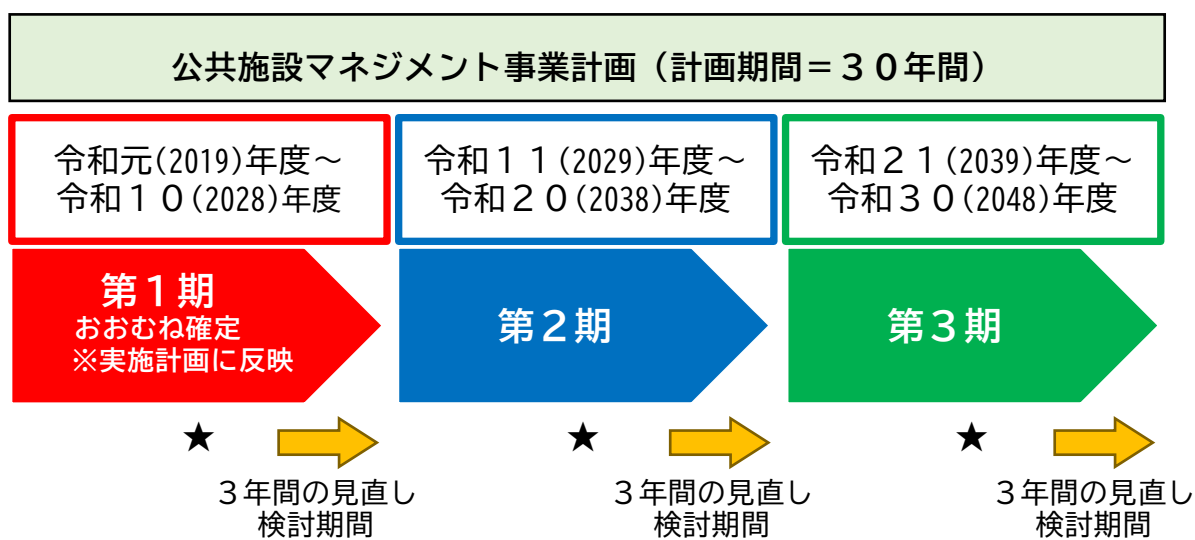 公共施設マネジメント事業計画（計画期間＝３０年間）
令和元(2019)年度～
令和１０(2028)年度
令和１１(2029)年度～
令和２０(2038)年度
令和２１(2039)年度～
令和３０(2048)年度
第１期
おおむね確定
※実施計画に反映
第２期
第３期
★
★
★
３年間の見直し
検討期間
３年間の見直し
検討期間
３年間の見直し
検討期間